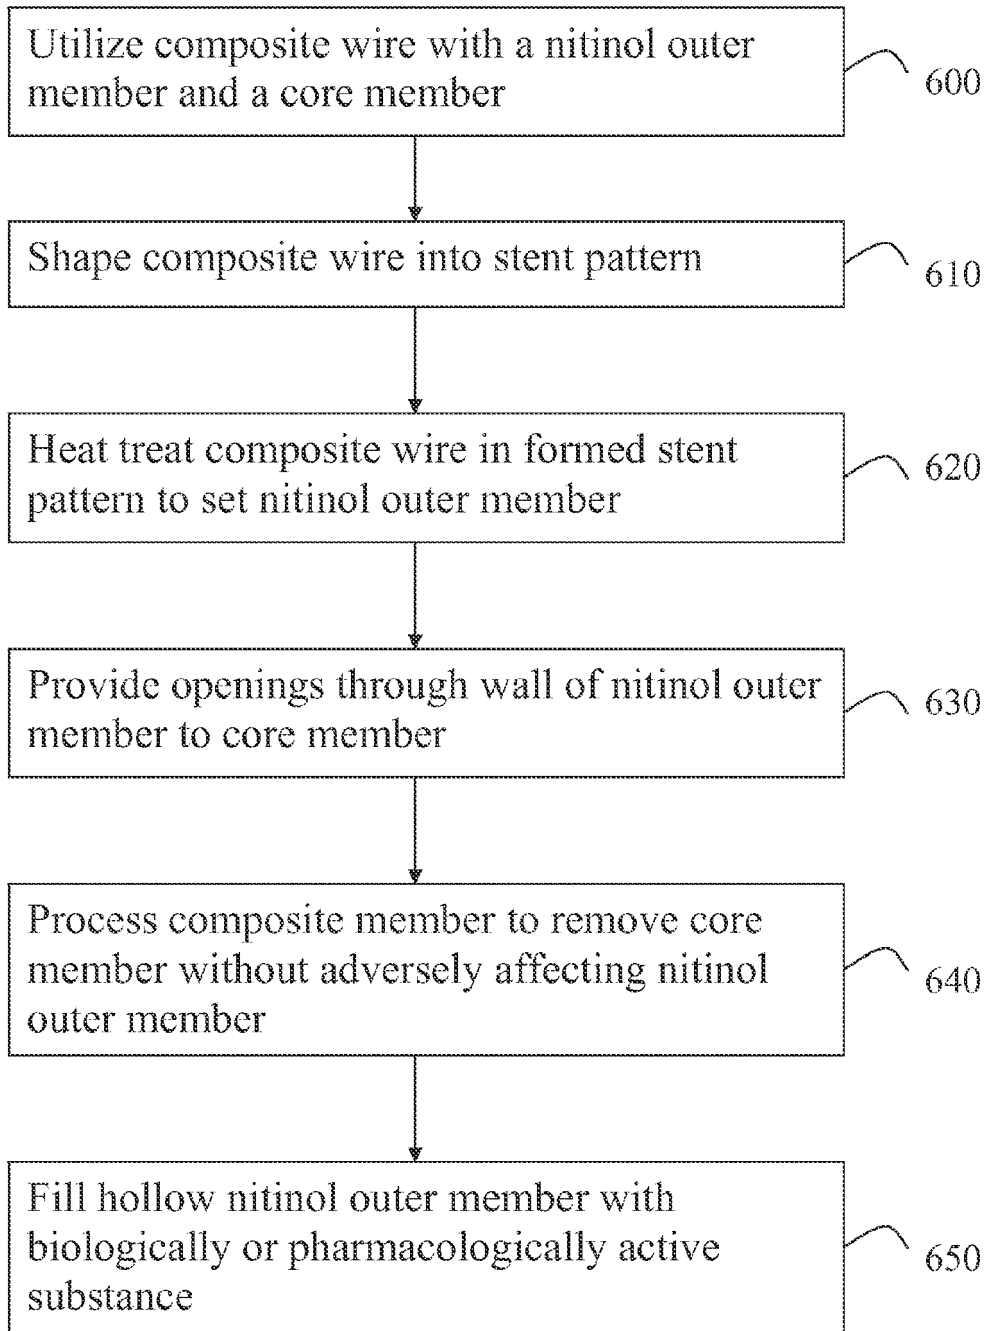 Utilize composite wire with a nitinol outer
member and a core member
600
Shape composite wire into stent pattern
610
Heat treat composite wire in formed stent
pattern to set nitinol outer member
620
Provide openings through wall of nitinol outer
member to core member
630
Process composite member to remove core
member without adversely affecting nitinol
outer member
640
Fill hollow nitinol outer member with
biologically or pharmacologically active
substance
650